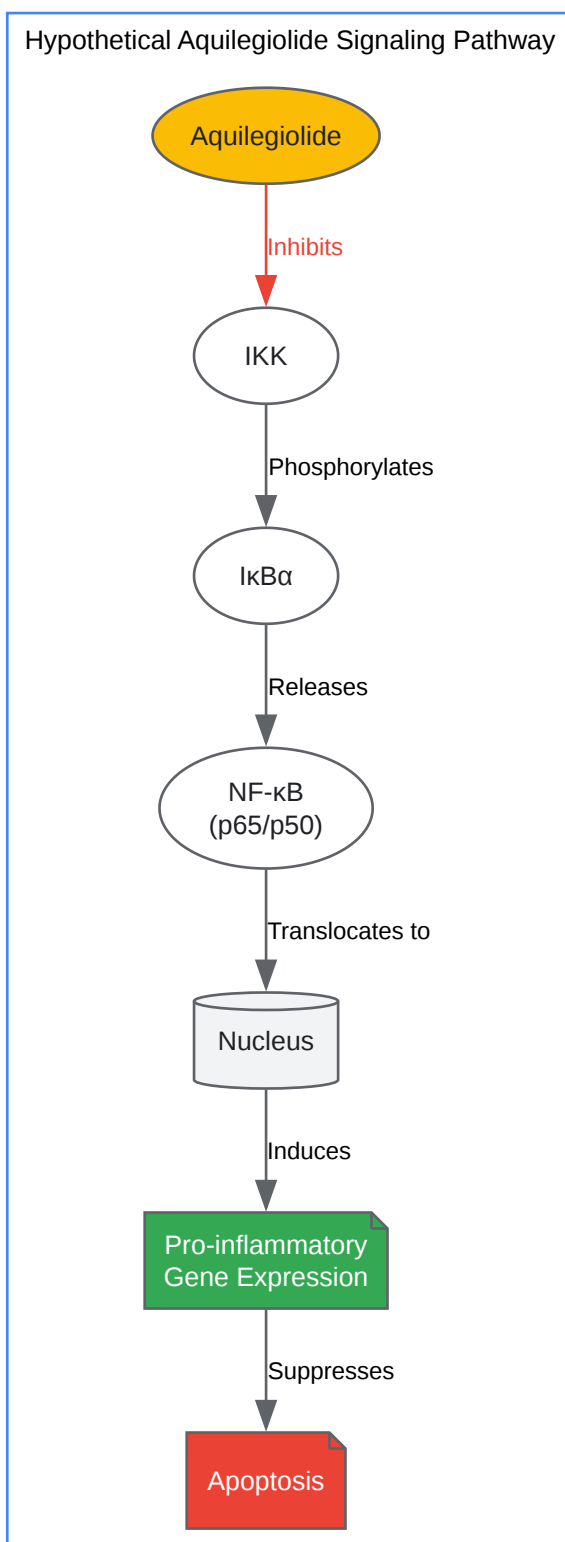 Hypothetical Aquilegiolide Signaling Pathway
Aquilegiolide
Inhibits
IKK
Phosphorylates
IκBα
Releases
NF-κB
(p65/p50)
Translocates to
Nucleus
Induces
Pro-inflammatory
Gene Expression
Suppresses
Apoptosis